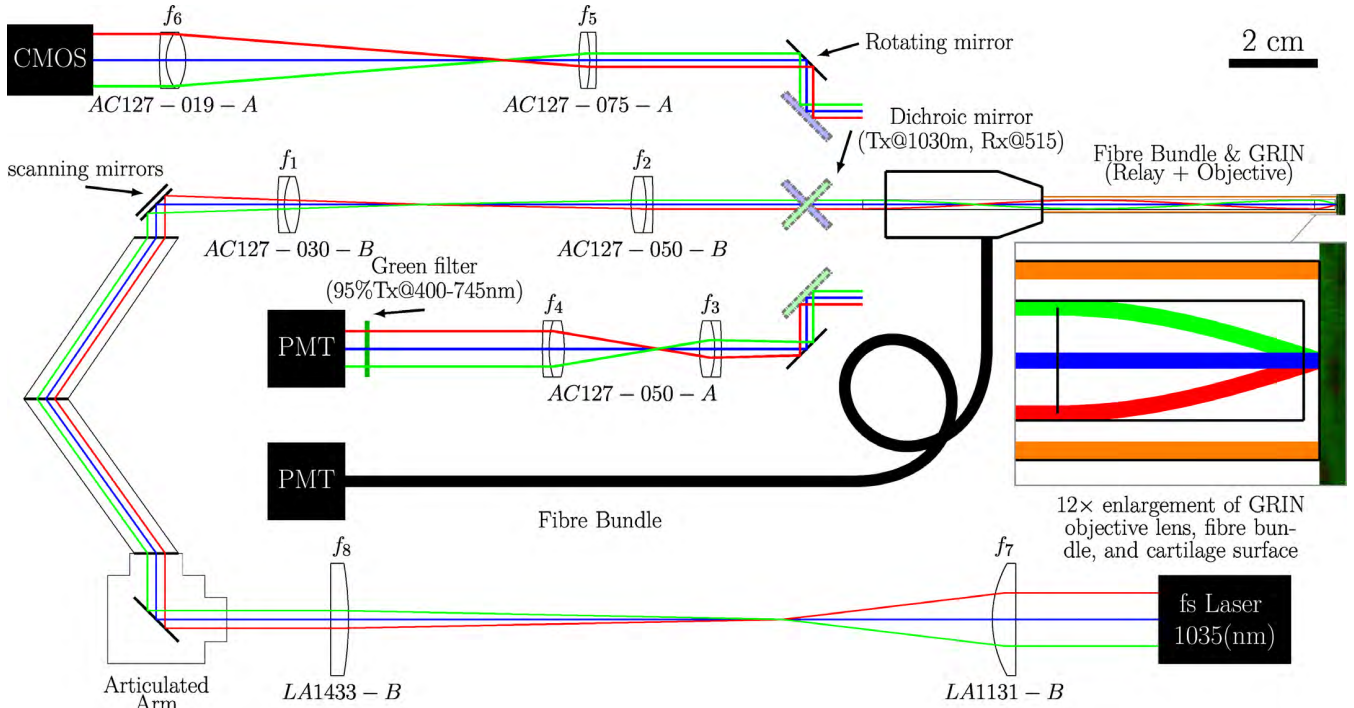 f6
f5
CMOS
Rotating mirror
2 cm
AC127−019−A
AC127−075−A
Dichroic mirror
(Tx@1030m, Rx@515)
scanning mirrors
f1
f2
Fibre Bundle & GRIN
(Relay + Objective)
AC127−030−B
AC127−050−B
Green filter
(95%Tx@400-745nm)
f4
f3
PMT
AC127−050−A
PMT
Fibre Bundle
12× enlargement of GRIN
objective lens, fibre bun-
dle, and cartilage surface
f8
f7
fs Laser
1035(nm)
Articulated
Arm
LA1433−B
LA1131−B